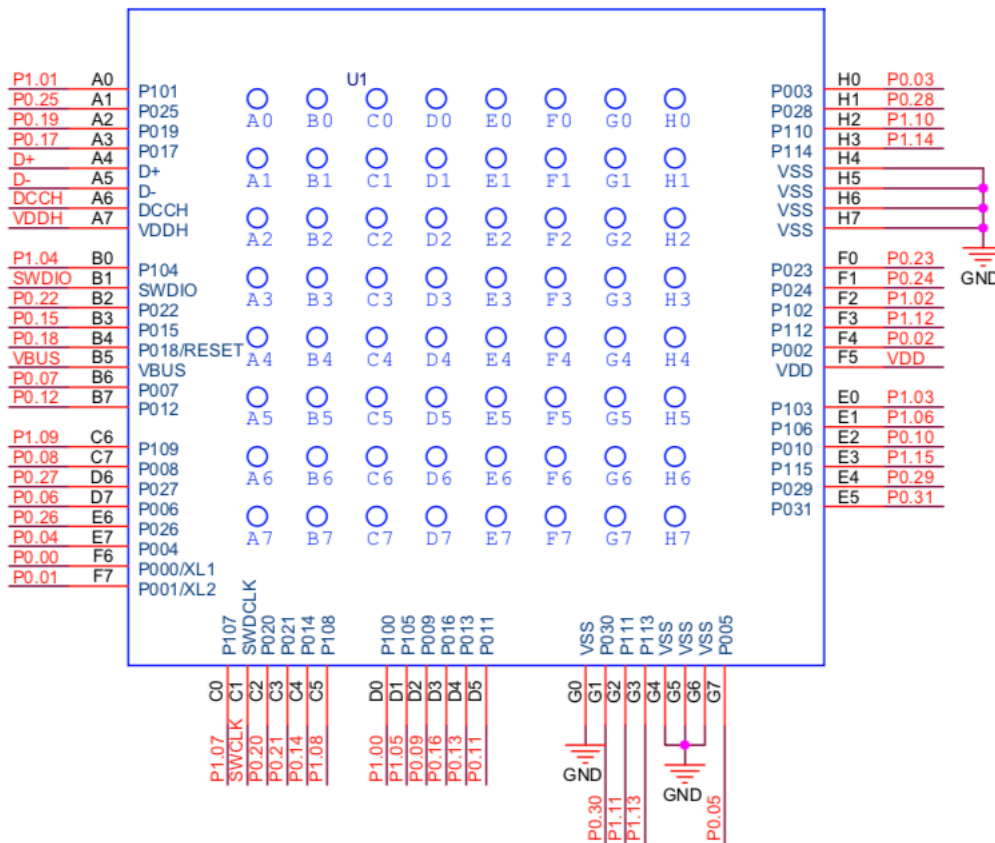 U1
P1.01 A0 P101
P0.25 A1 P025
P0.19 A2 P019
P0.17 A3 P017
D+ A4 D+
D- A5 D-
DCCH A6 DCCH
VDDH A7 VDDH
P1.04 B0 P104
SWDIO B1 SWDIO
P0.22 B2 P022
P0.15 B3 P015
P0.18 B4 P018/RESET
VBUS B5 VBUS
P0.07 B6 P007
P0.12 B7 P012
P1.09 C6 P109
P0.08 C7 P008
P0.27 D6 P027
P0.06 D7 P006
P0.26 E6 P026
P0.04 E7 P004
P0.00 F6 P000/XL1
P0.01 F7 P001/XL2
A0 B0 C0 D0 E0 F0 G0 H0
A1 B1 C1 D1 E1 F1 G1 H1
A2 B2 C2 D2 E2 F2 G2 H2
A3 B3 C3 D3 E3 F3 G3 H3
A4 B4 C4 D4 E4 F4 G4 H4
A5 B5 C5 D5 E5 F5 G5 H5
A6 B6 C6 D6 E6 F6 G6 H6
A7 B7 C7 D7 E7 F7 G7 H7
P003 H0 P0.03
P028 H1 P0.28
P110 H2 P1.10
P114 H3 P1.14
VSS H4
VSS H5
VSS H6
VSS H7
GND
P023 F0 P0.23
P024 F1 P0.24
P102 F2 P1.02
P112 F3 P1.12
P002 F4 P0.02
VDD F5 VDD
P103 E0 P1.03
P106 E1 P1.06
P010 E2 P0.10
P115 E3 P1.15
P029 E4 P0.29
P031 E5 P0.31
P107 C0 P1.07
SWDCLK C1 SWCLK
P020 C2 P0.20
P021 C3 P0.21
P014 C4 P0.14
P108 C5 P1.08
P100 D0 P1.00
P105 D1 P1.05
P009 D2 P0.09
P016 D3 P0.16
P013 D4 P0.13
P011 D5 P0.11
VSS G0
GND
P030 G1 P0.30
P111 G2 P1.11
P113 G3 P1.13
VSS G4
VSS G5
VSS G6
GND
P005 G7 P0.05